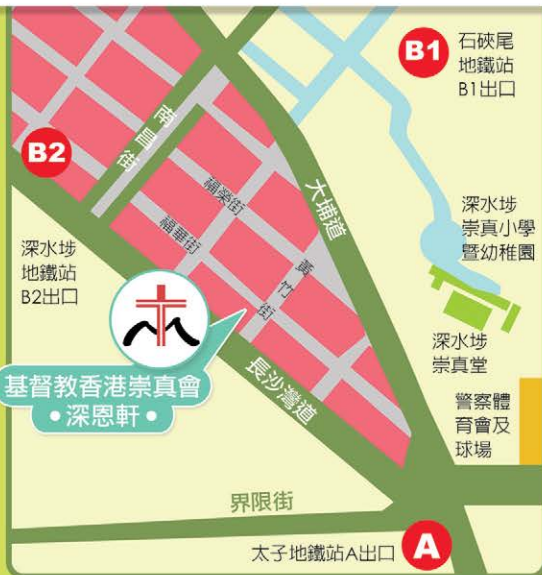 B1
石硤尾
地鐵站
B1出口
南昌街
B2
大埔道
福榮街
深水埗
崇真小學
暨幼稚園
福華街
深水埗
地鐵站
B2出口
黃竹街
深水埗
崇真堂
基督教香港崇真會
•深恩軒•
長沙灣道
警察體
育會及
球場
界限街
太子地鐵站A出口
A